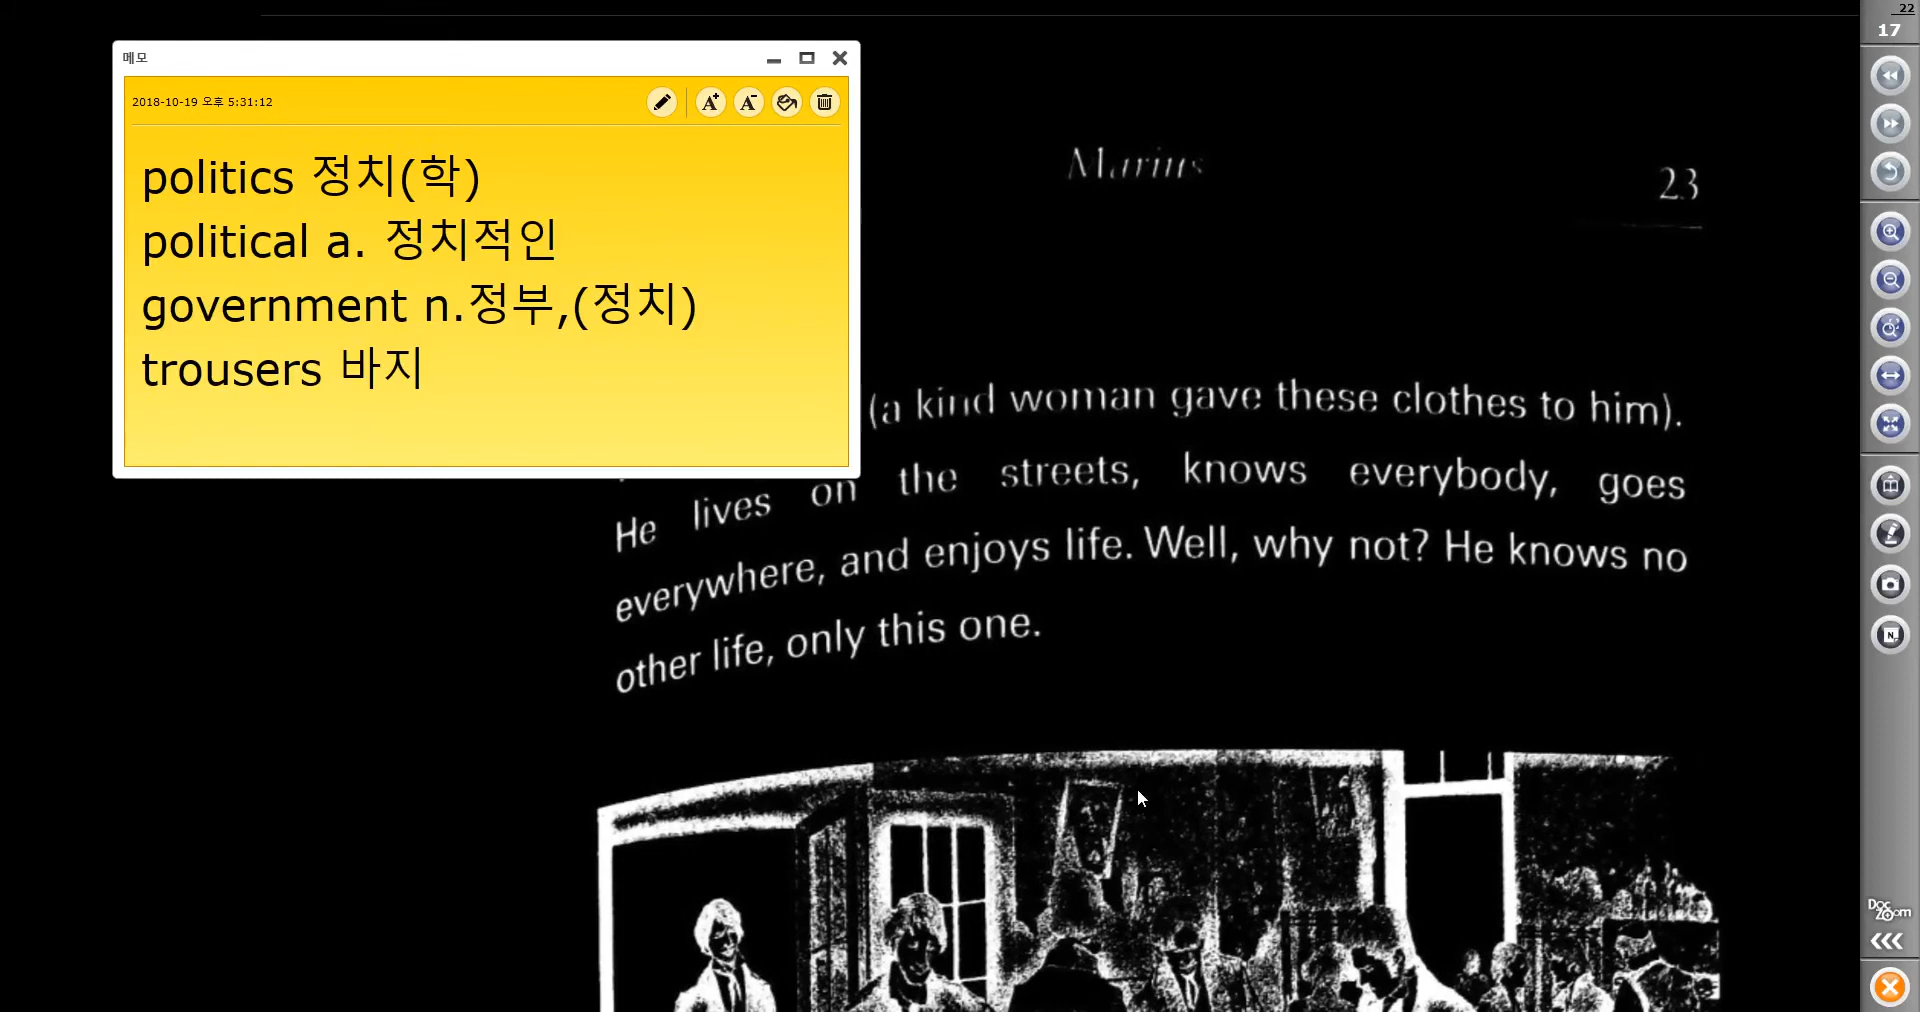 22
17
메모
2018-10-19 오후 5:31:12
politics 정치(학)
political a. 정치적인
government n.정부,(정치)
trousers 바지
Marius
23
(a kind woman gave these clothes to him).
He lives on the streets, knows everybody, goes
everywhere, and enjoys life. Well, why not? He knows no
other life, only this one.
Doc Zoom